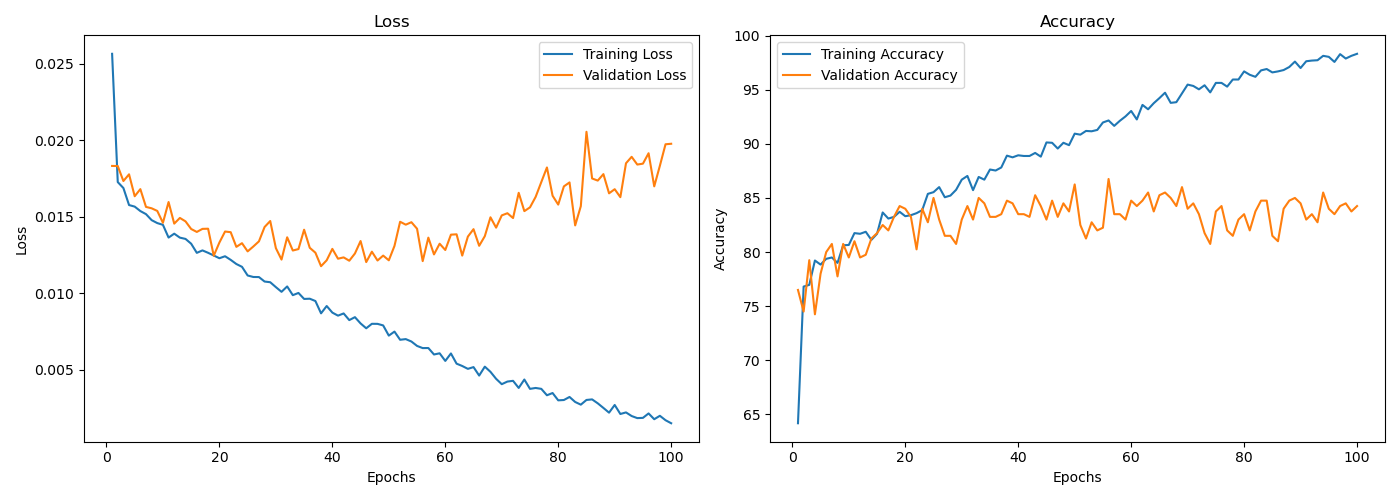 Loss
Training Loss
Validation Loss
0.025
0.020
0.015
0.010
0.005
Loss
0
20
40
60
80
100
Epochs
Accuracy
Training Accuracy
Validation Accuracy
100
95
90
85
80
75
70
65
Accuracy
0
20
40
60
80
100
Epochs